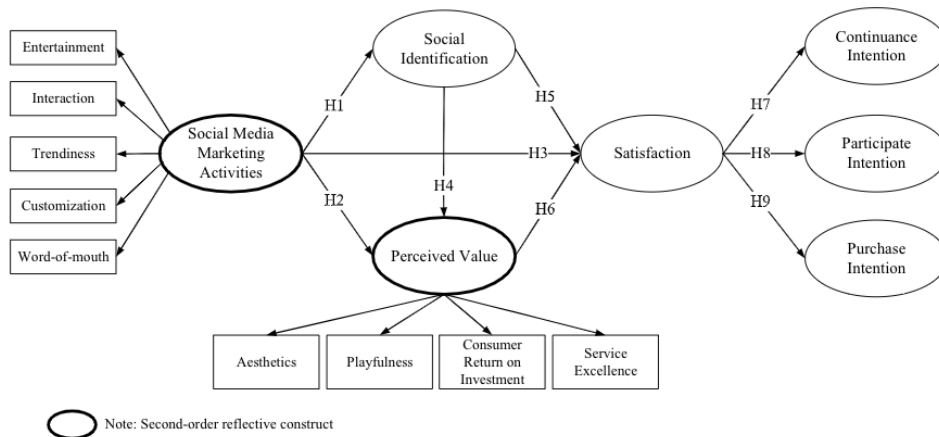 Entertainment
Interaction
Trendiness
Customization
Word-of-mouth
Social Media
Marketing
Activities
H1
H2
Social
Identification
H3
H4
H5
H6
Perceived Value
Aesthetics
Playfulness
Consumer
Return on
Investment
Service
Excellence
Satisfaction
H7
H8
H9
Continuance
Intention
Participate
Intention
Purchase
Intention
Note: Second-order reflective construct